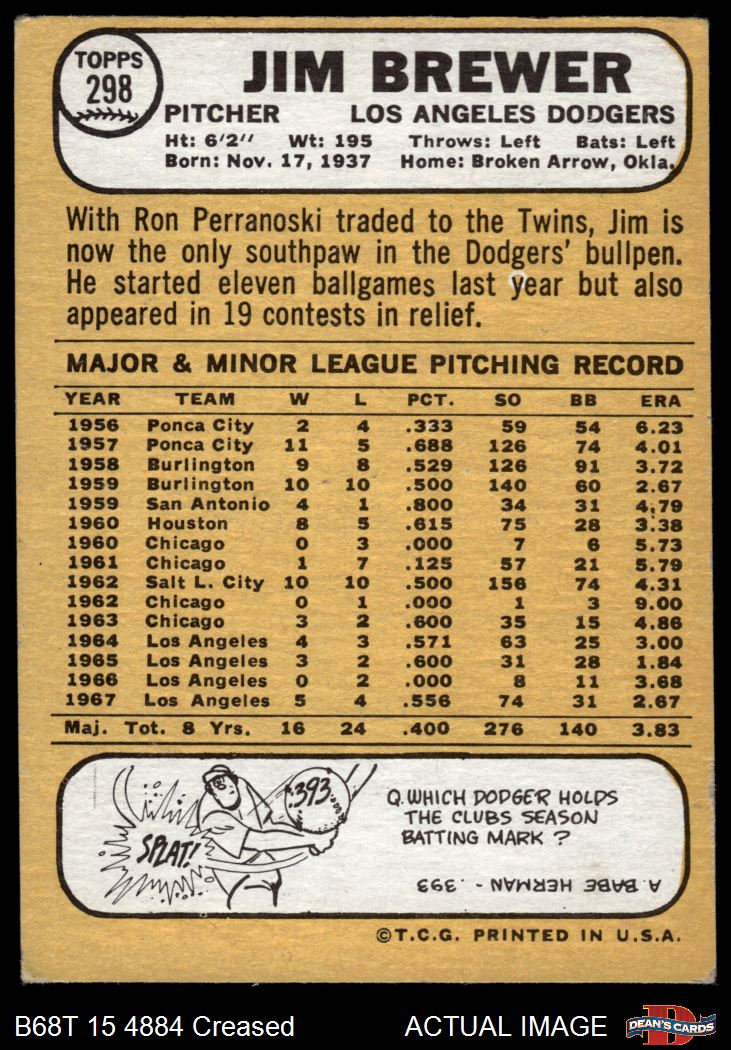 TOPPS
298
JIM BREWER
PITCHER LOS ANGELES DODGERS
Ht: 6'2" Wt: 195 Throws: Left Bats: Left
Born: Nov. 17, 1937 Home: Broken Arrow, Okla.
With Ron Perranoski traded to the Twins, Jim is
now the only southpaw in the Dodgers' bullpen.
He started eleven ballgames last year but also
appeared in 19 contests in relief.
MAJOR & MINOR LEAGUE PITCHING RECORD
YEAR TEAM W L PCT. SO BB ERA
1956 Ponca City 2 4 .333 59 54 6.23
1957 Ponca City 11 5 .688 126 74 4.01
1958 Burlington 9 8 .529 126 91 3.72
1959 Burlington 10 10 .500 140 60 2.67
1959 San Antonio 4 1 .800 34 31 4.79
1960 Houston 8 5 .615 75 28 3.38
1960 Chicago 0 3 .000 7 6 5.73
1961 Chicago 1 7 .125 57 21 5.79
1962 Salt L. City 10 10 .500 156 74 4.31
1962 Chicago 0 1 .000 1 3 9.00
1963 Chicago 3 2 .600 35 15 4.86
1964 Los Angeles 4 3 .571 63 25 3.00
1965 Los Angeles 3 2 .600 31 28 1.84
1966 Los Angeles 0 2 .000 8 11 3.68
1967 Los Angeles 5 4 .556 74 31 2.67
Maj. Tot. 8 Yrs. 16 24 .400 276 140 3.83
.393
SPLAT!
Q. WHICH DODGER HOLDS
THE CLUBS SEASON
BATTING MARK ?
A. BABE HERMAN - .393
©T.C.G. PRINTED IN U.S.A.
B68T 15 4884 Creased ACTUAL IMAGE
DEAN'S CARDS